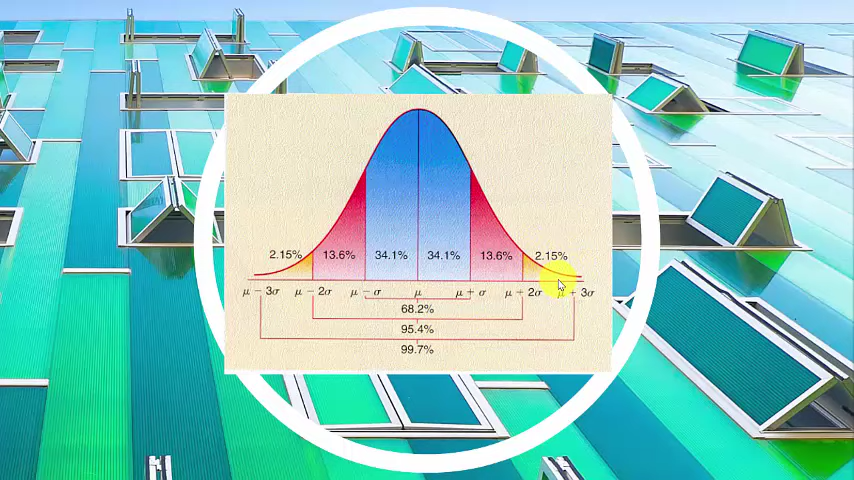 2.15% 13.6% 34.1% 34.1% 13.6% 2.15%
μ − 3σ μ − 2σ μ − σ μ μ + σ μ + 2σ μ + 3σ
68.2%
95.4%
99.7%